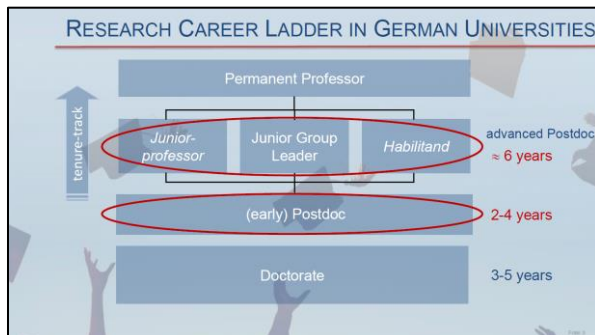 RESEARCH CAREER LADDER IN GERMAN UNIVERSITIES
Permanent Professor
tenure-track
Junior-
professor
Junior Group
Leader
Habilitand
advanced Postdoc
≈ 6 years
(early) Postdoc
2-4 years
Doctorate
3-5 years